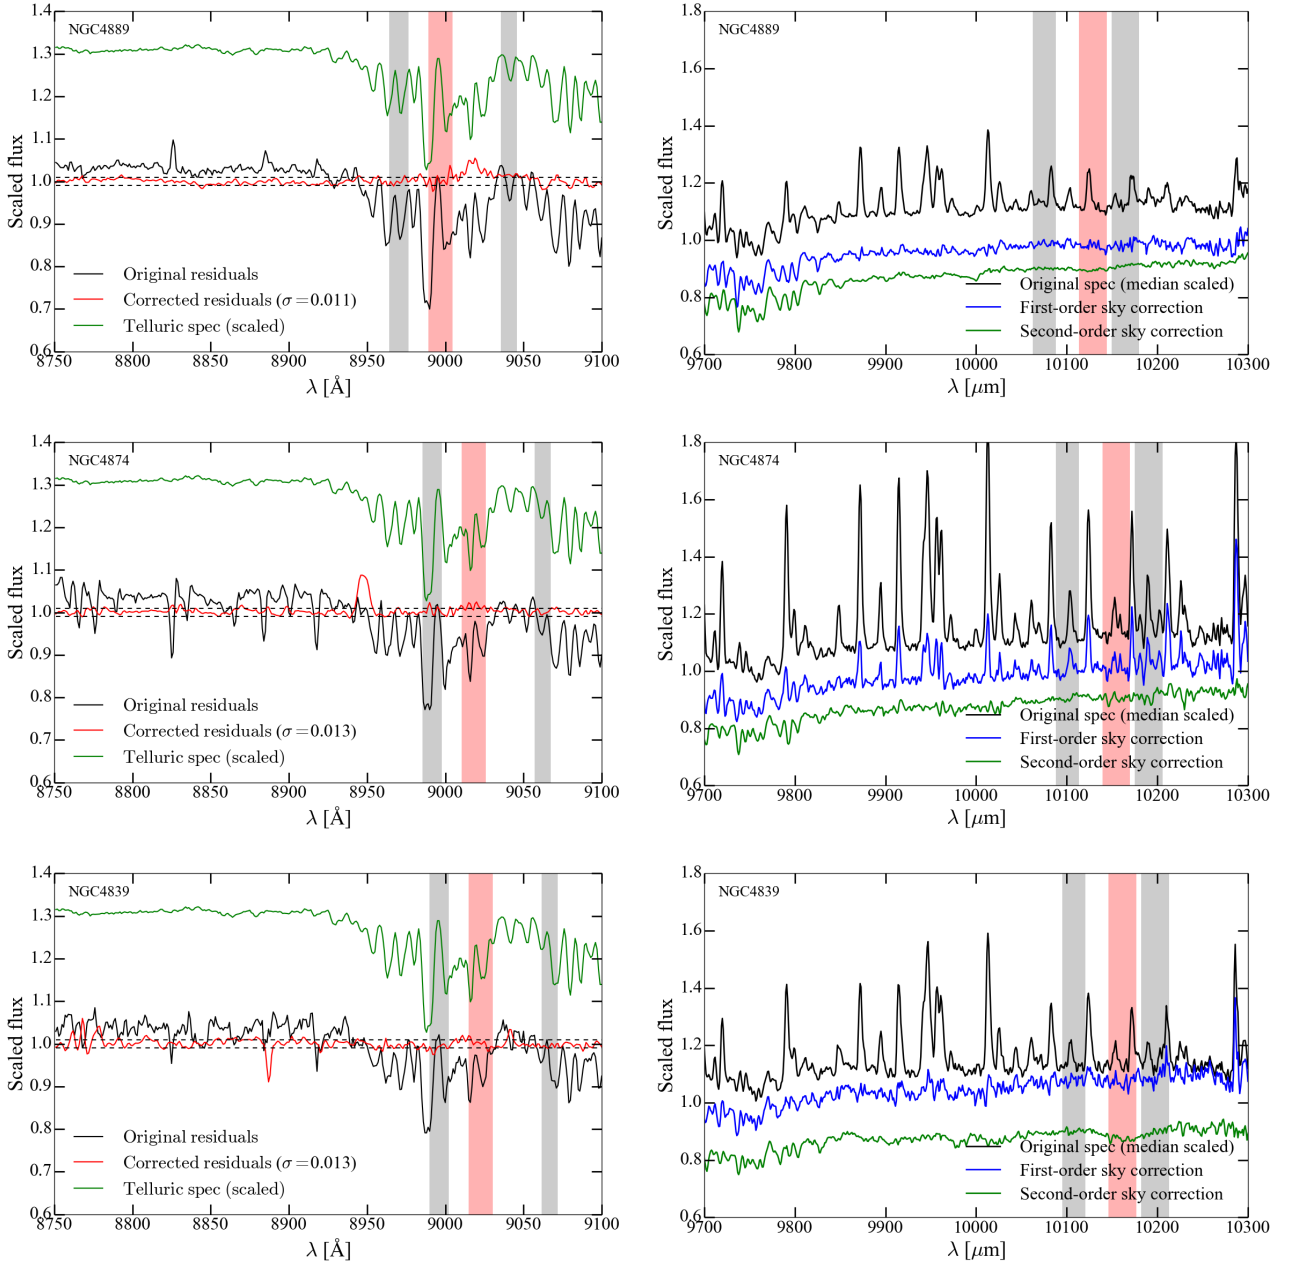 1.4
NGC4889
1.3
1.2
1.1
1.0
0.9
0.8
0.7
0.6
Scaled flux
Original residuals
Corrected residuals (σ=0.011)
Telluric spec (scaled)
8750 8800 8850 8900 8950 9000 9050 9100
λ [Å]
1.8
NGC4889
1.6
1.4
1.2
1.0
0.8
0.6
Scaled flux
Original spec (median scaled)
First-order sky correction
Second-order sky correction
9700 9800 9900 10000 10100 10200 10300
λ [μm]
1.4
NGC4874
1.3
1.2
1.1
1.0
0.9
0.8
0.7
0.6
Scaled flux
Original residuals
Corrected residuals (σ=0.013)
Telluric spec (scaled)
8750 8800 8850 8900 8950 9000 9050 9100
λ [Å]
1.8
NGC4874
1.6
1.4
1.2
1.0
0.8
0.6
Scaled flux
Original spec (median scaled)
First-order sky correction
Second-order sky correction
9700 9800 9900 10000 10100 10200 10300
λ [μm]
1.4
NGC4839
1.3
1.2
1.1
1.0
0.9
0.8
0.7
0.6
Scaled flux
Original residuals
Corrected residuals (σ=0.013)
Telluric spec (scaled)
8750 8800 8850 8900 8950 9000 9050 9100
λ [Å]
1.8
NGC4839
1.6
1.4
1.2
1.0
0.8
0.6
Scaled flux
Original spec (median scaled)
First-order sky correction
Second-order sky correction
9700 9800 9900 10000 10100 10200 10300
λ [μm]